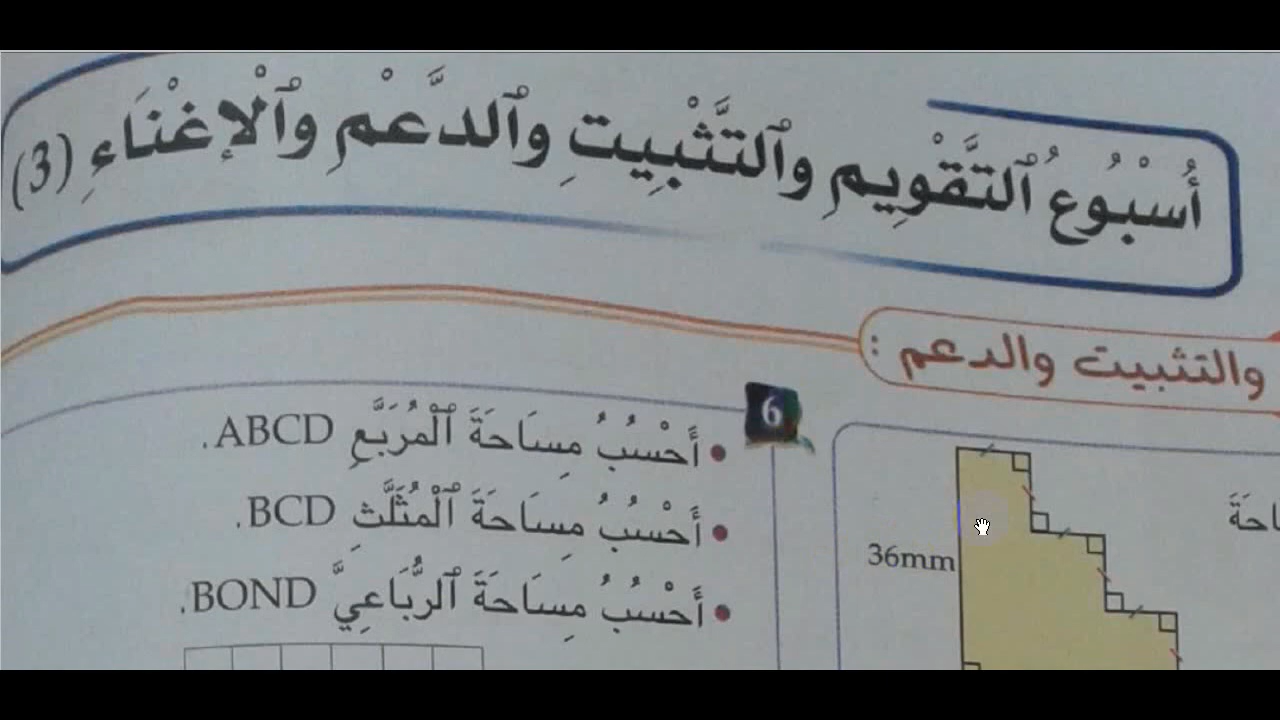 أُسْبُوعُ ٱلتَّقْوِيمِ وَٱلتَّثْبِيتِ وَٱلدَّعْمِ وَٱلْإِغْنَاءِ (3)
والتثبيت والدعم :
6
• أَحْسُبُ مِسَاحَةَ ٱلْمُرَبَّعِ ABCD.
• أَحْسُبُ مِسَاحَةَ ٱلْمُثَلَّثِ BCD.
• أَحْسُبُ مِسَاحَةَ ٱلرُّبَاعِيَّ BOND.
36mm